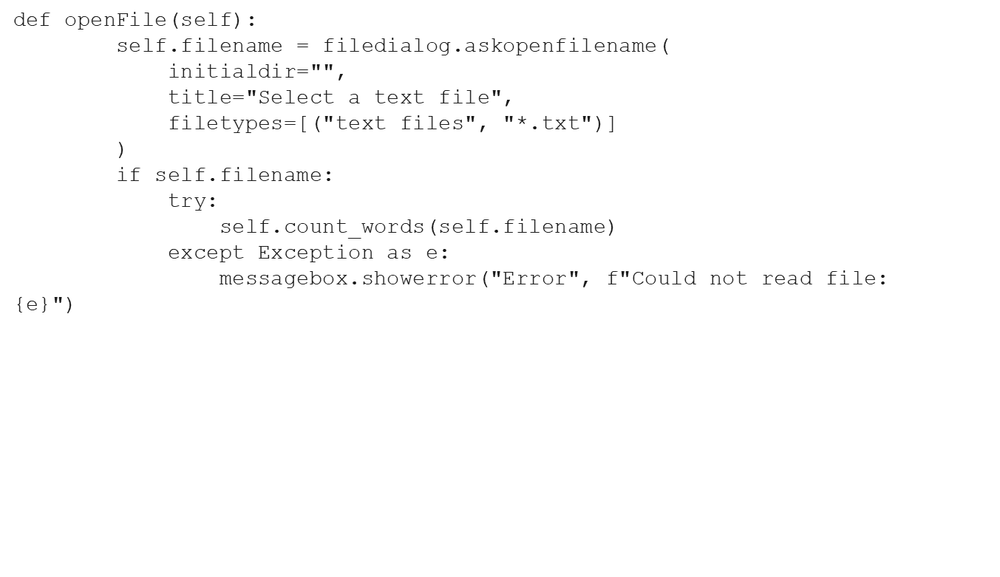 def openFile(self):
        self.filename = filedialog.askopenfilename(
            initialdir="",
            title="Select a text file",
            filetypes=[("text files", "*.txt")]
        )
        if self.filename:
            try:
                self.count_words(self.filename)
            except Exception as e:
                messagebox.showerror("Error", f"Could not read file:
{e}")